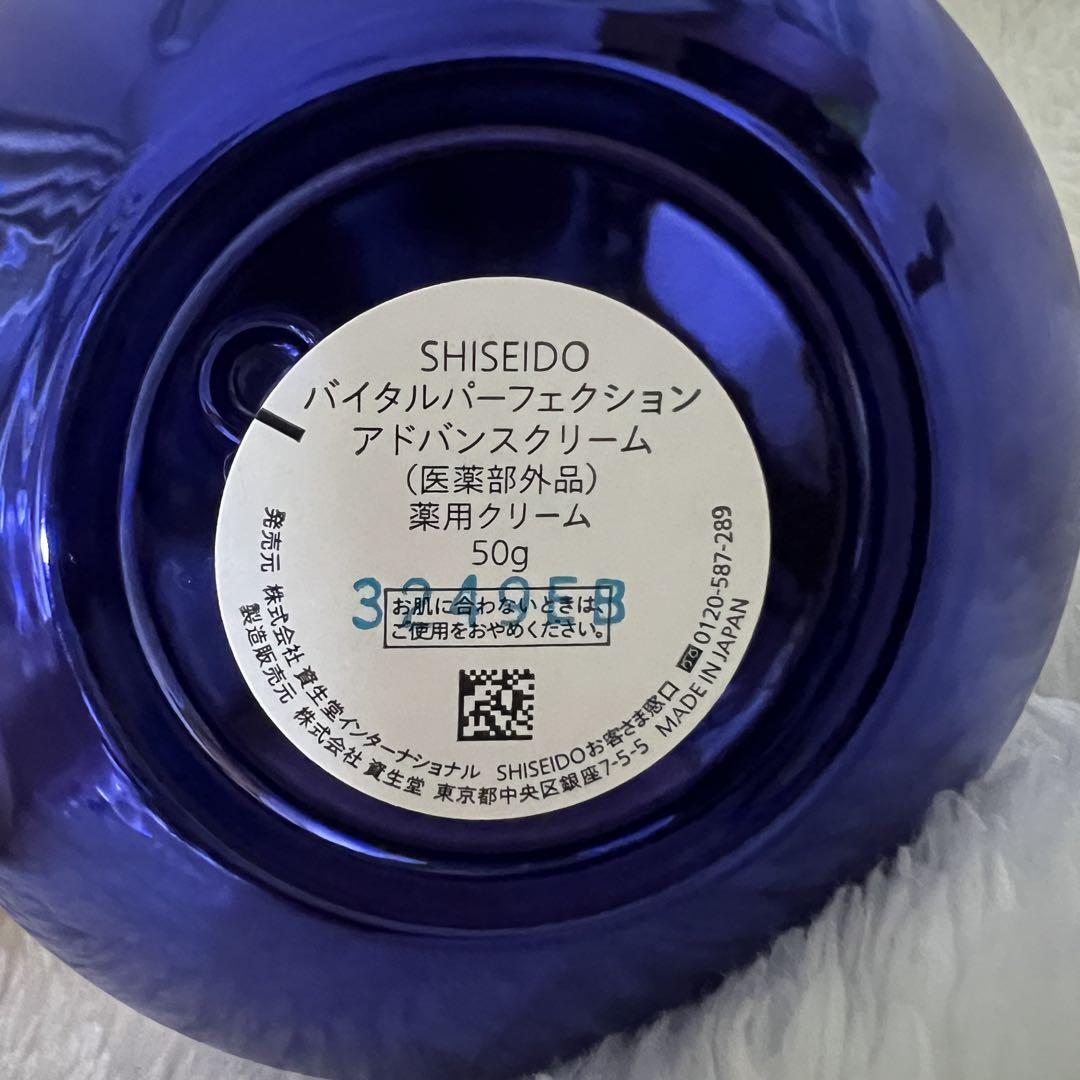 SHISEIDO
バイタルパーフェクション
アドバンスクリーム
(医薬部外品)
薬用クリーム
50g
3249EB
お肌に合わないときは、
ご使用をおやめください。
発売元 株式会社 資生堂インターナショナル SHISEIDOお客さま窓口 0120-587-289
製造販売元 株式会社 資生堂 東京都中央区銀座7-5-5 MADE IN JAPAN